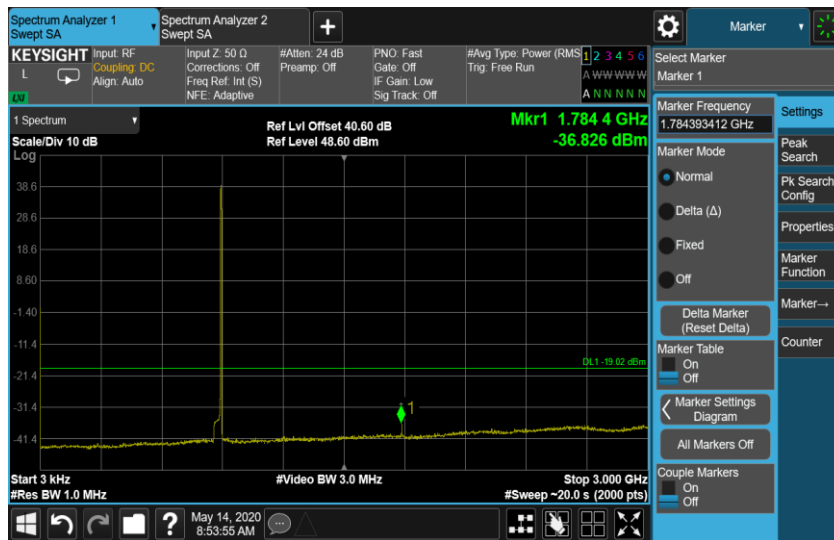 Spectrum Analyzer 1
Swept SA
Spectrum Analyzer 2
Swept SA
+
Marker
KEYSIGHT
L
LXI
Input: RF
Coupling: DC
Align: Auto
Input Z: 50 Ω
Corrections: Off
Freq Ref: Int (S)
NFE: Adaptive
#Atten: 24 dB
Preamp: Off
PNO: Fast
Gate: Off
IF Gain: Low
Sig Track: Off
#Avg Type: Power (RMS
Trig: Free Run
1 2 3 4 5 6
A W W W W W
A N N N N N
Select Marker
Marker 1
1 Spectrum
Scale/Div 10 dB
Log
Ref Lvl Offset 40.60 dB
Ref Level 48.60 dBm
Mkr1 1.784 4 GHz
-36.826 dBm
38.6
28.6
18.6
8.60
-1.40
-11.4
-21.4
-31.4
-41.4
DL1 -19.02 dBm
1
Start 3 kHz
#Res BW 1.0 MHz
#Video BW 3.0 MHz
Stop 3.000 GHz
#Sweep ~20.0 s (2000 pts)
Marker Frequency
1.784393412 GHz
Marker Mode
Normal
Delta (Δ)
Fixed
Off
Delta Marker
(Reset Delta)
Marker Table
On
Off
Marker Settings
Diagram
All Markers Off
Couple Markers
On
Off
Settings
Peak
Search
Pk Search
Config
Properties
Marker
Function
Marker→
Counter
?
May 14, 2020
8:53:55 AM